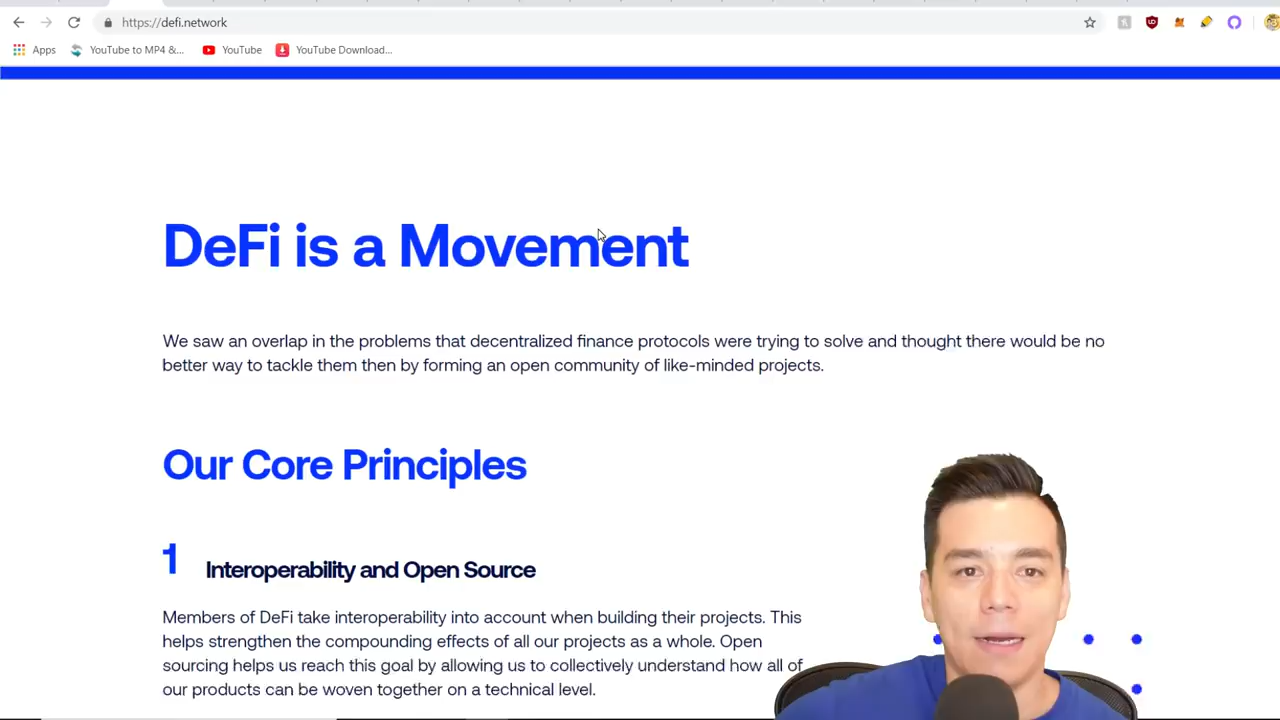 https://defi.network
Apps YouTube to MP4 &... YouTube YouTube Download...
DeFi is a Movement
We saw an overlap in the problems that decentralized finance protocols were trying to solve and thought there would be no
better way to tackle them then by forming an open community of like-minded projects.
Our Core Principles
1 Interoperability and Open Source
Members of DeFi take interoperability into account when building their projects. This
helps strengthen the compounding effects of all our projects as a whole. Open
sourcing helps us reach this goal by allowing us to collectively understand how all of
our products can be woven together on a technical level.